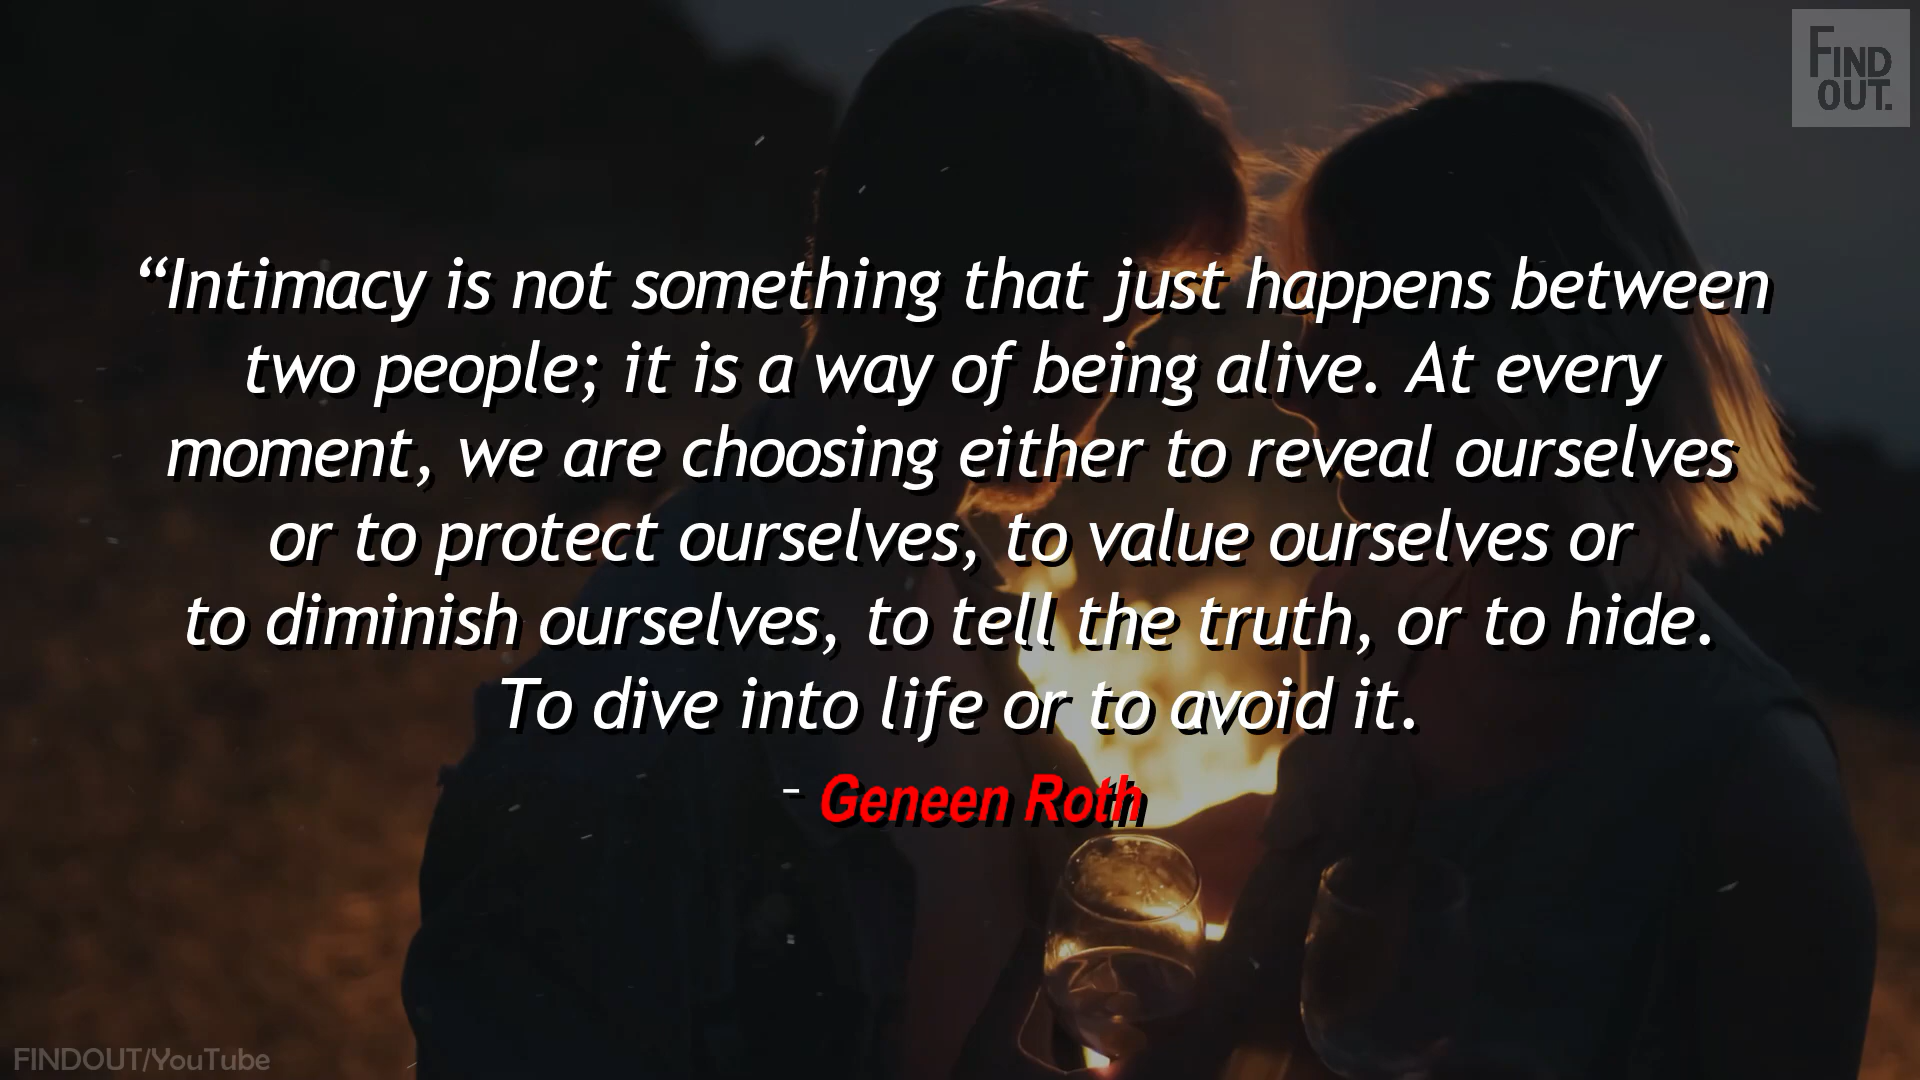 FIND
OUT.
“Intimacy is not something that just happens between
two people; it is a way of being alive. At every
moment, we are choosing either to reveal ourselves
or to protect ourselves, to value ourselves or
to diminish ourselves, to tell the truth, or to hide.
To dive into life or to avoid it.
- Geneen Roth
FINDOUT/YouTube